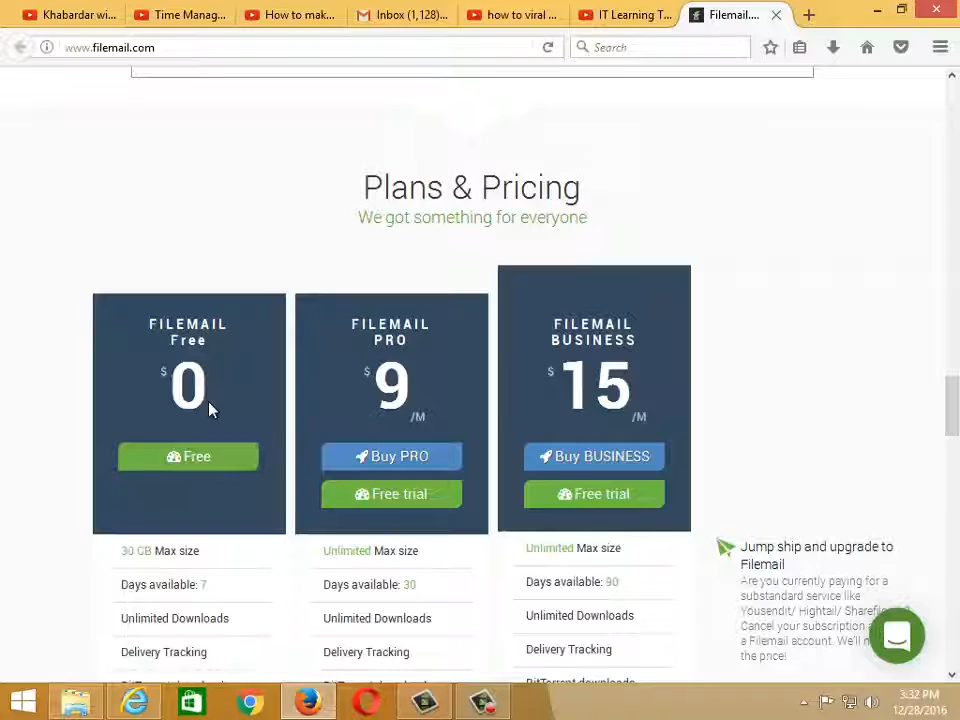 Khabardar wi...
Time Manag...
How to mak...
Inbox (1,128)...
how to viral ...
IT Learning T...
Filemail....
www.filemail.com
Search
Plans & Pricing
We got something for everyone
FILEMAIL
Free
$ 0
Free
FILEMAIL
PRO
$ 9 /M
Buy PRO
Free trial
FILEMAIL
BUSINESS
$ 15 /M
Buy BUSINESS
Free trial
30 GB Max size
Days available: 7
Unlimited Downloads
Delivery Tracking
Unlimited Max size
Days available: 30
Unlimited Downloads
Delivery Tracking
Unlimited Max size
Days available: 90
Unlimited Downloads
Delivery Tracking
BitTorrent downloads
Jump ship and upgrade to
Filemail
Are you currently paying for a
substandard service like
Yousendit/ Hightail/
Cancel your subscription
a Filemail account. We'll
the price!
3:32 PM
12/28/2016